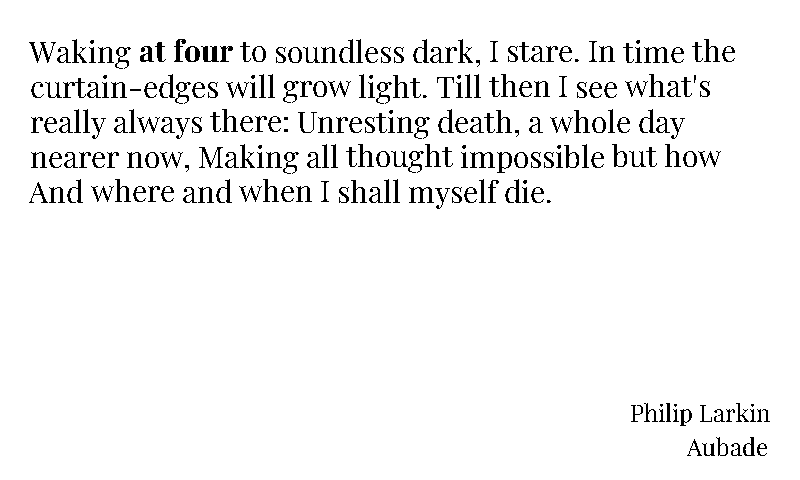 Waking at four to soundless dark, I stare. In time the
curtain-edges will grow light. Till then I see what's
really always there: Unresting death, a whole day
nearer now, Making all thought impossible but how
And where and when I shall myself die.
Philip Larkin
Aubade